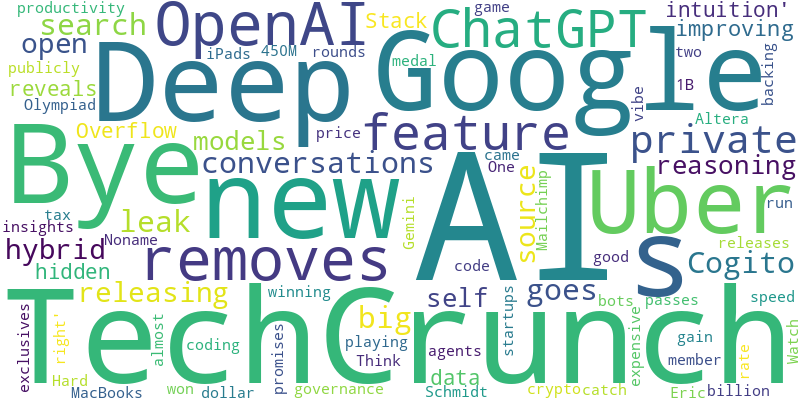 productivity
search
OpenAI
Stack
ChatGPT
game
intuition'
improving
open
iPads
450M
rounds
two
publicly
reveals
Olympiad
Deep
Google
medal
backing
1B
vibe
Altera
Overflow
models
price
feature
private
Bye
conversations
came
One
reasoning
new
AI
source
Mailchimp
Uber
run
tax
insights
leak
Gemini
hybrid
Noname
removes
code
good
s
releases
Cogito
hidden
releasing
winning
self
goes
bots
passes
speed
TechCrunch
big
startups
exclusives
right'
almost
coding
promises
playing
Think
agents
expensive
gain
member
rate
Watch
Hard
MacBooks
won
dollar
governance
data
Schmidt
crypto
catch
Eric
billion